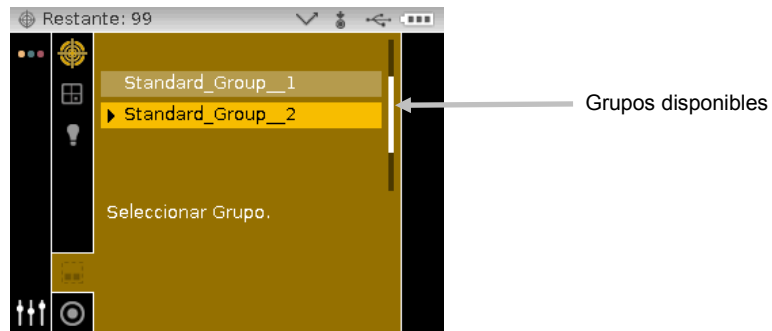 Restante: 99
Standard_Group__1
Standard_Group__2
Grupos disponibles
Seleccionar Grupo.